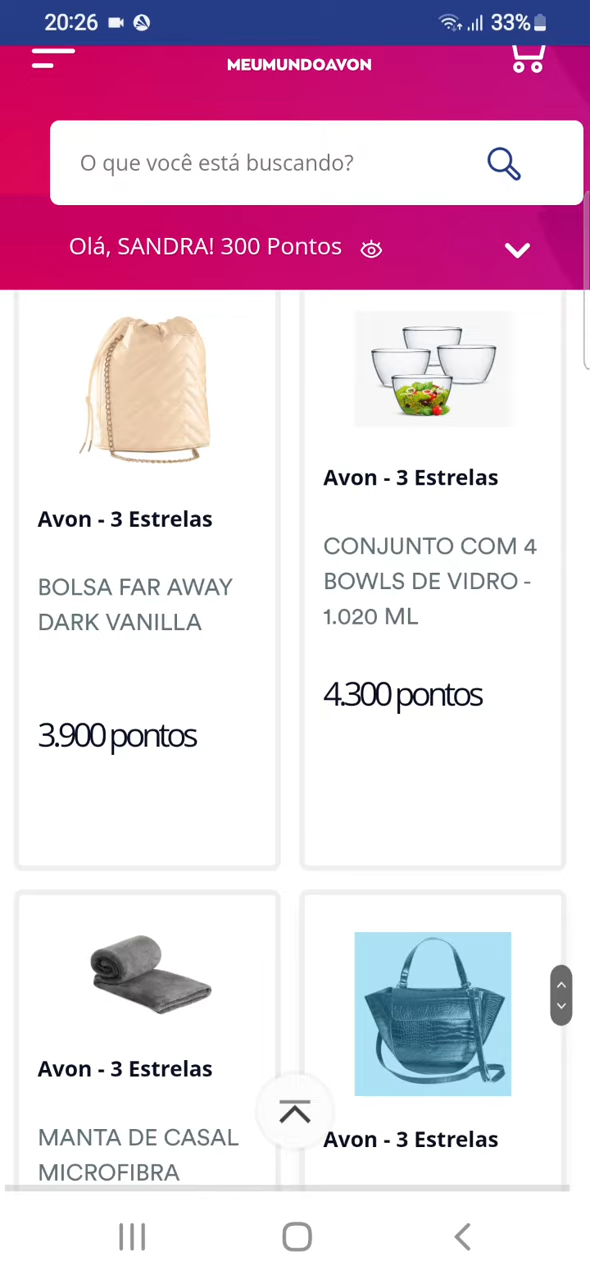 20:26
33%
MEUMUNDOAVON
O que você está buscando?
Olá, SANDRA! 300 Pontos
Avon - 3 Estrelas
BOLSA FAR AWAY
DARK VANILLA
3.900 pontos
Avon - 3 Estrelas
CONJUNTO COM 4
BOWLS DE VIDRO -
1.020 ML
4.300 pontos
Avon - 3 Estrelas
MANTA DE CASAL
MICROFIBRA
Avon - 3 Estrelas